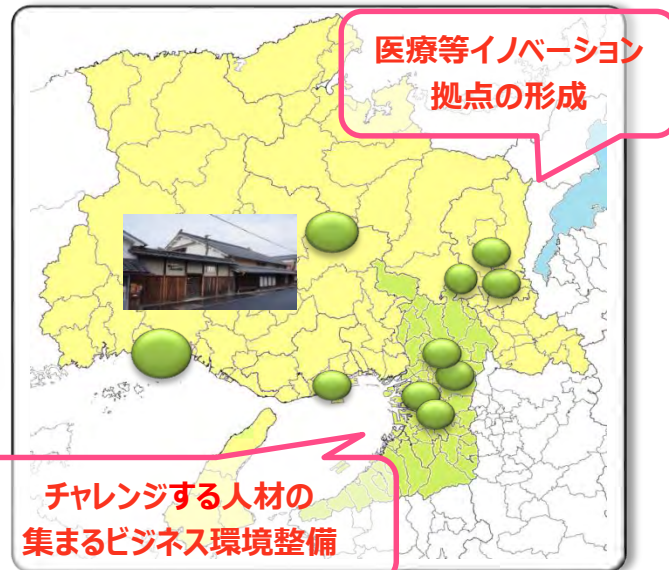 医療等イノベーション
拠点の形成
チャレンジする人材の
集まるビジネス環境整備